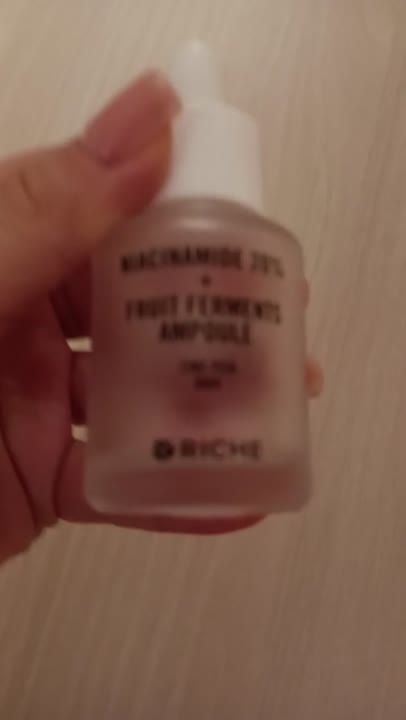 NIACINAMIDE 20%
+
FRUIT FERMENTS
AMPOULE
RICHE